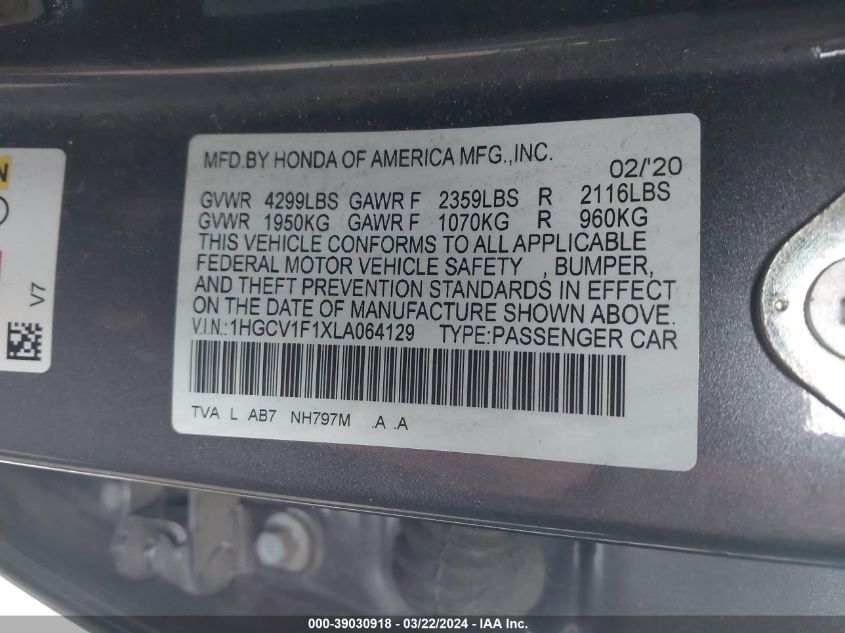 N
V7
MFD.BY HONDA OF AMERICA MFG.,INC. 02/'20
GVWR 4299LBS GAWR F 2359LBS R 2116LBS
GVWR 1950KG GAWR F 1070KG R 960KG
THIS VEHICLE CONFORMS TO ALL APPLICABLE
FEDERAL MOTOR VEHICLE SAFETY , BUMPER,
AND THEFT PREVENTION STANDARDS IN EFFECT
ON THE DATE OF MANUFACTURE SHOWN ABOVE.
V.I.N.:1HGCV1F1XLA064129 TYPE:PASSENGER CAR
TVA L AB7 NH797M .A .A
000-39030918 - 03/22/2024 - IAA Inc.